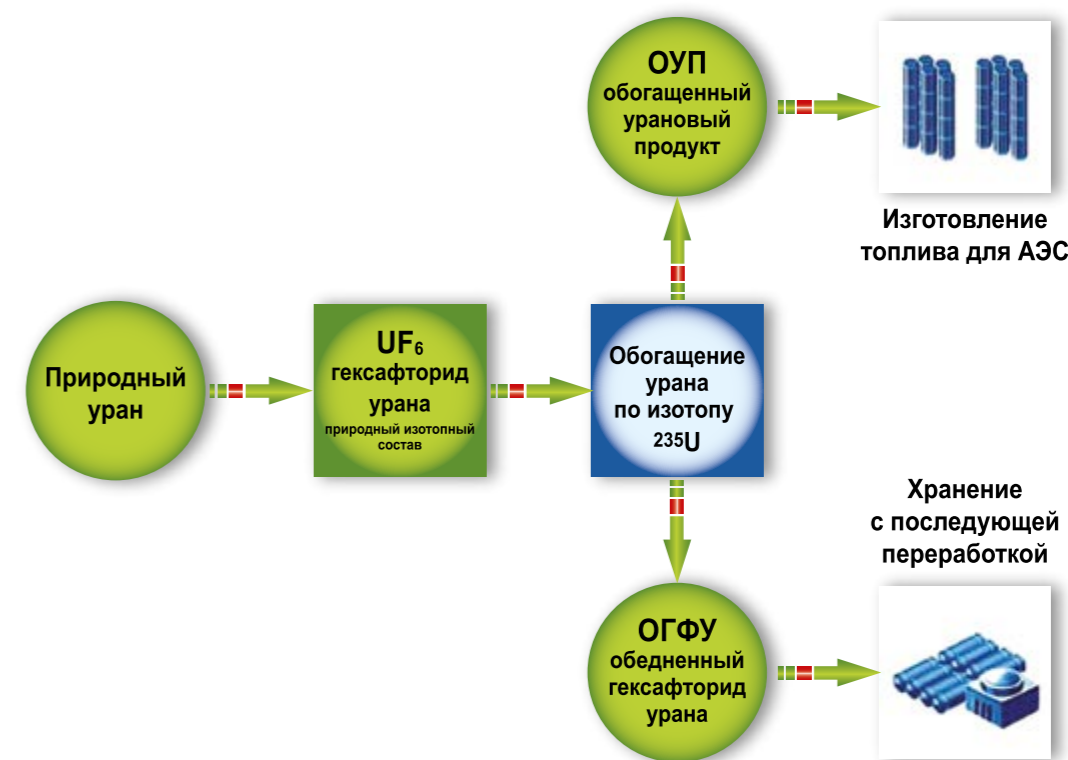 Природный
уран
UF₆
гексафторид
урана
природный изотопный
состав
Обогащение
урана
по изотопу
²³⁵U
ОУП
обогащенный
урановый
продукт
Изготовление
топлива для АЭС
ОГФУ
обедненный
гексафторид
урана
Хранение
с последующей
переработкой